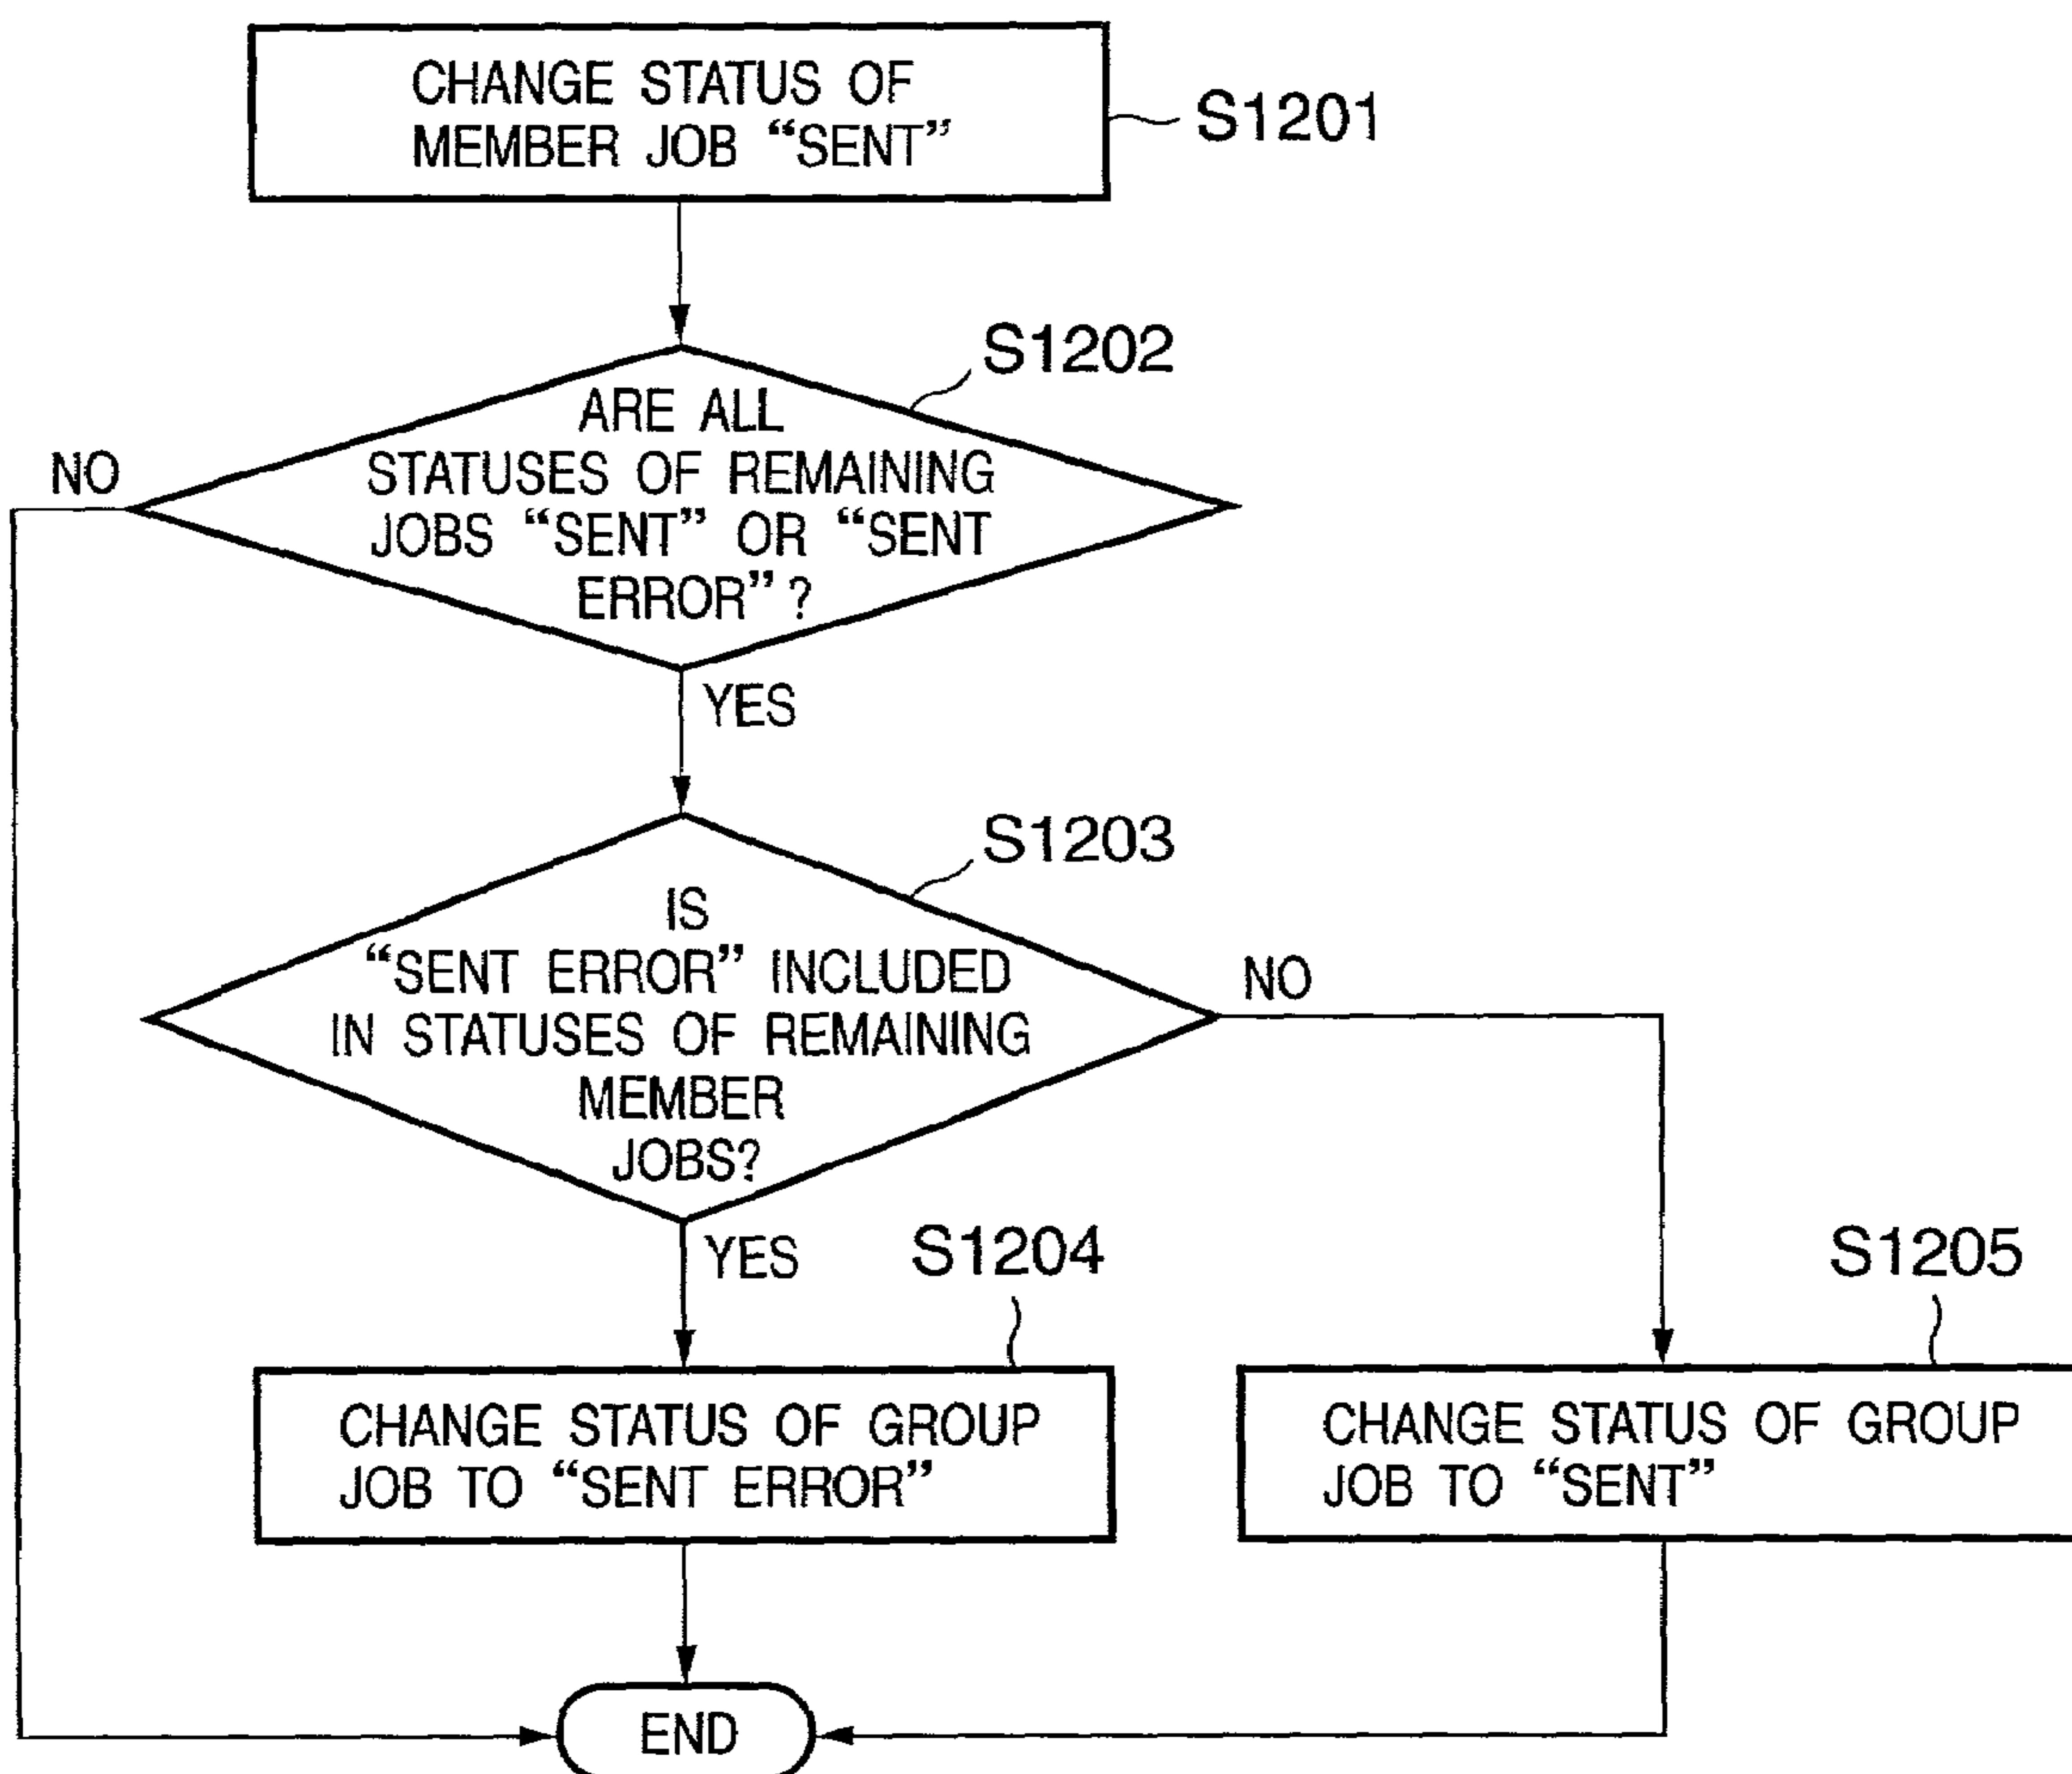 CHANGE STATUS OF
MEMBER JOB “SENT”
S1201
S1202
ARE ALL
STATUSES OF REMAINING
JOBS “SENT” OR “SENT
ERROR”?
NO
YES
S1203
IS
“SENT ERROR” INCLUDED
IN STATUSES OF REMAINING
MEMBER
JOBS?
NO
YES
S1204
S1205
CHANGE STATUS OF GROUP
JOB TO “SENT ERROR”
CHANGE STATUS OF GROUP
JOB TO “SENT”
END